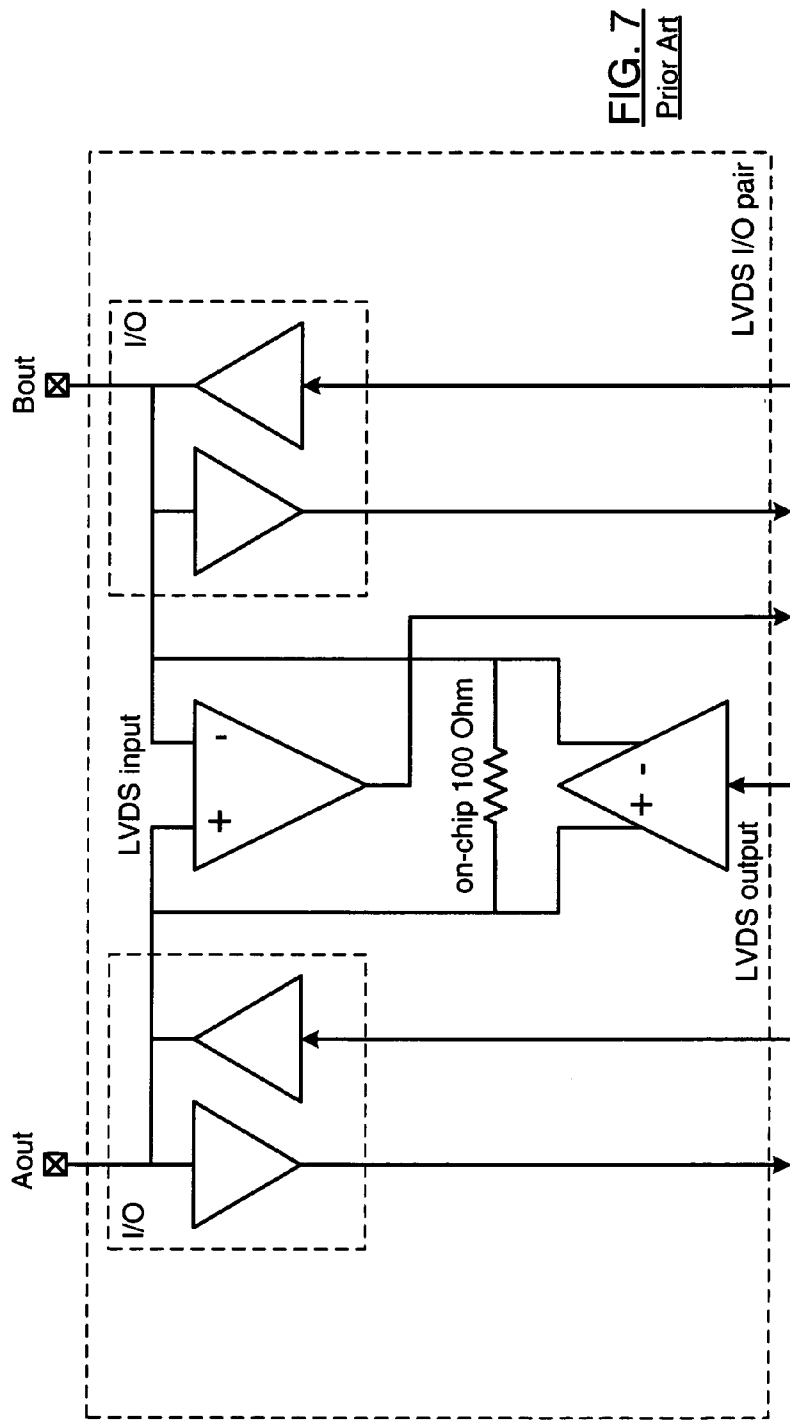 Aout
Bout
I/O
I/O
LVDS input
+
-
on-chip 100 Ohm
+
-
LVDS output
LVDS I/O pair
FIG. 7
Prior Art